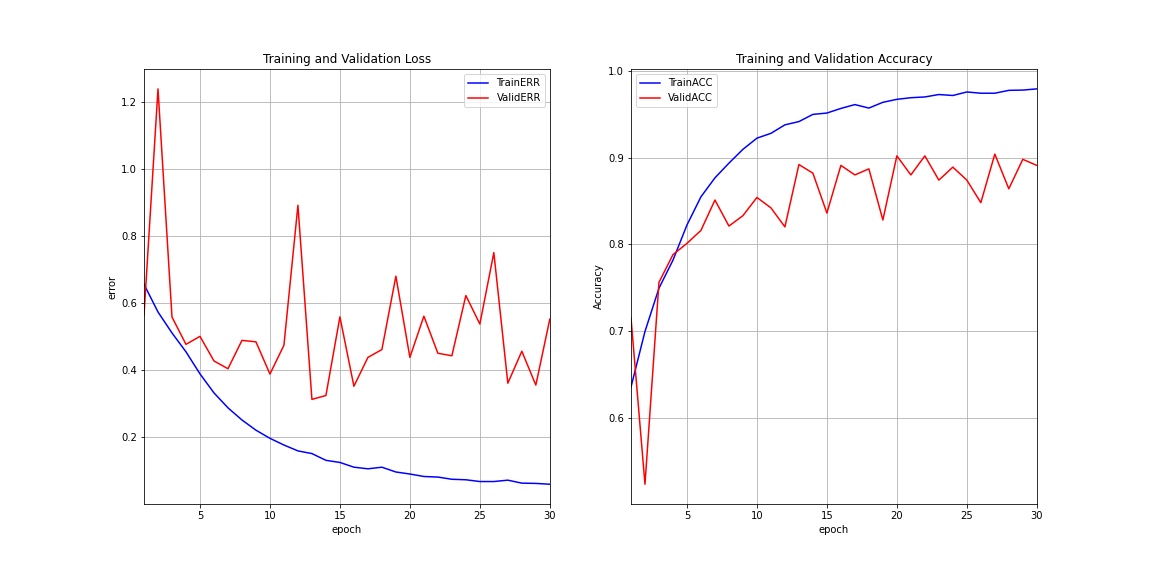 Training and Validation Loss
TrainERR
ValidERR
error
1.2
1.0
0.8
0.6
0.4
0.2
5 10 15 20 25 30
epoch
Training and Validation Accuracy
TrainACC
ValidACC
Accuracy
1.0
0.9
0.8
0.7
0.6
5 10 15 20 25 30
epoch